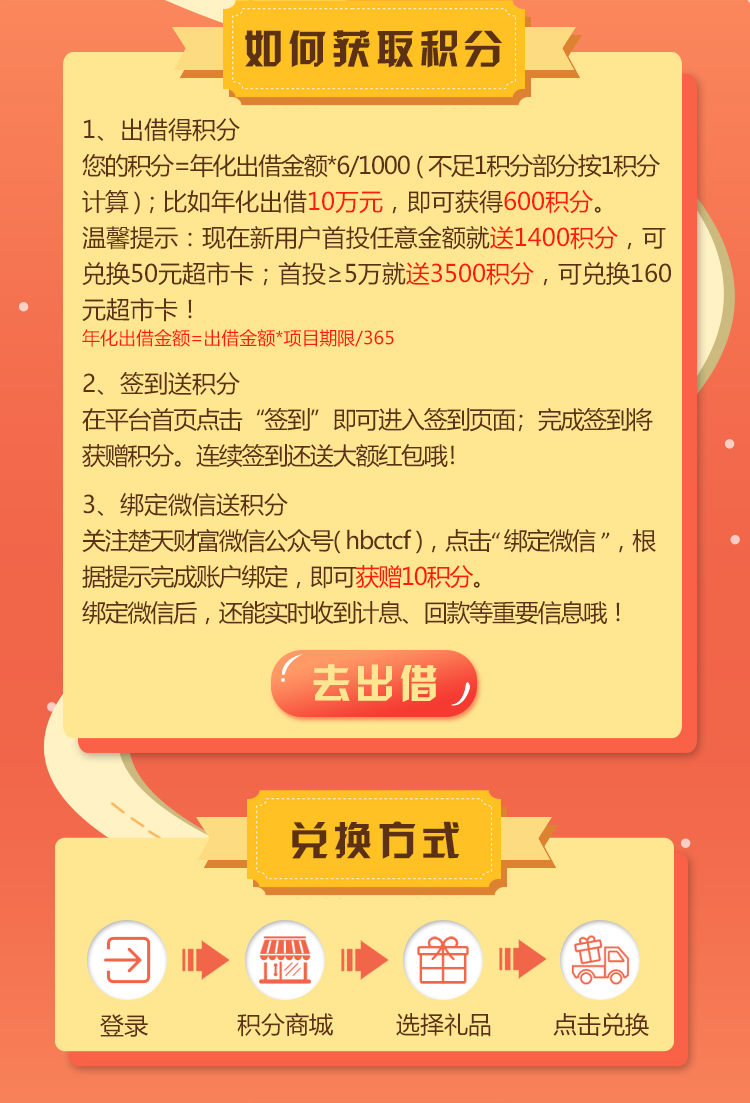 如何获取积分
1、出借得积分
您的积分=年化出借金额*6/1000（不足1积分部分按1积分
计算）；比如年化出借10万元，即可获得600积分。
温馨提示：现在新用户首投任意金额就送1400积分，可
兑换50元超市卡；首投≥5万就送3500积分，可兑换160
元超市卡！
年化出借金额=出借金额*项目期限/365
2、签到送积分
在平台首页点击“签到”即可进入签到页面；完成签到将
获赠积分。连续签到还送大额红包哦!
3、绑定微信送积分
关注楚天财富微信公众号( hbctcf )，点击“ 绑定微信 ”，根
据提示完成账户绑定，即可获赠10积分。
绑定微信后，还能实时收到计息、回款等重要信息哦！
去出借
兑换方式
登录
积分商城
选择礼品
点击兑换